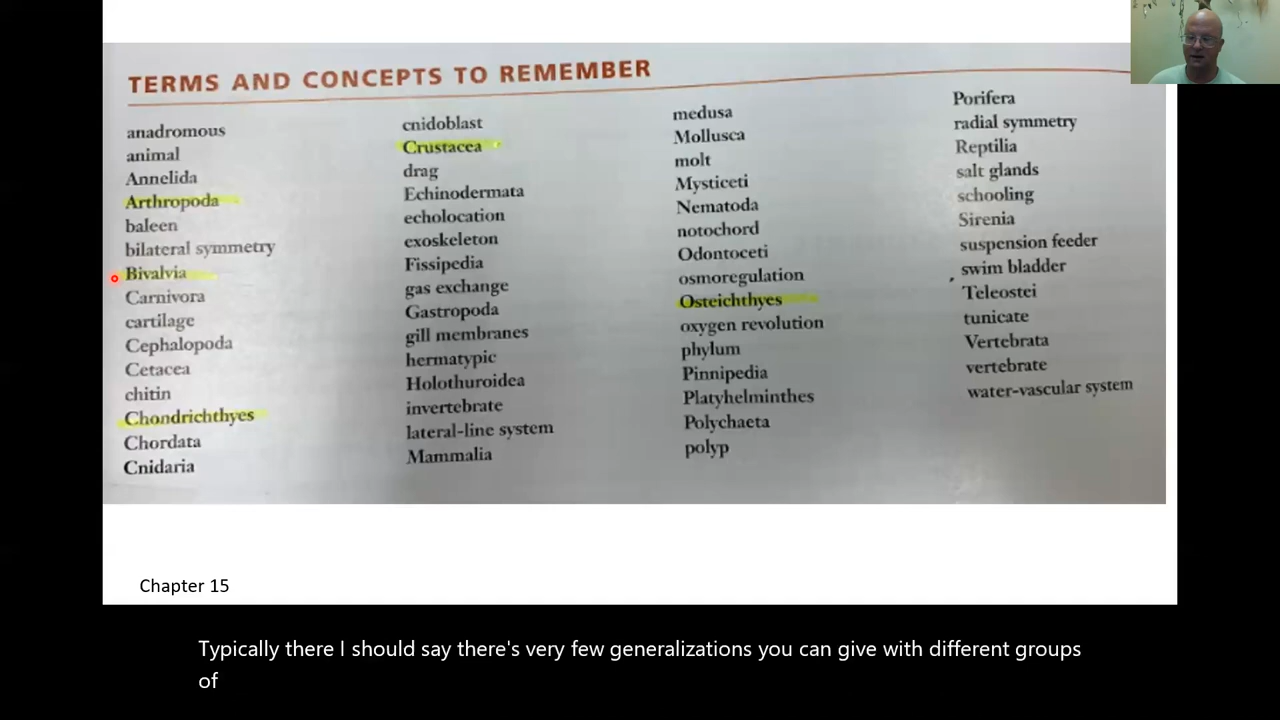 TERMS AND CONCEPTS TO REMEMBER
anadromous
animal
Annelida
Arthropoda
baleen
bilateral symmetry
Bivalvia
Carnivora
cartilage
Cephalopoda
Cetacea
chitin
Chondrichthyes
Chordata
Cnidaria
cnidoblast
Crustacea
drag
Echinodermata
echolocation
exoskeleton
Fissipedia
gas exchange
Gastropoda
gill membranes
hermatypic
Holothuroidea
invertebrate
lateral-line system
Mammalia
medusa
Mollusca
molt
Mysticeti
Nematoda
notochord
Odontoceti
osmoregulation
Osteichthyes
oxygen revolution
phylum
Pinnipedia
Platyhelminthes
Polychaeta
polyp
Porifera
radial symmetry
Reptilia
salt glands
schooling
Sirenia
suspension feeder
swim bladder
Teleostei
tunicate
Vertebrata
vertebrate
water-vascular system
Chapter 15
Typically there I should say there's very few generalizations you can give with different groups
of